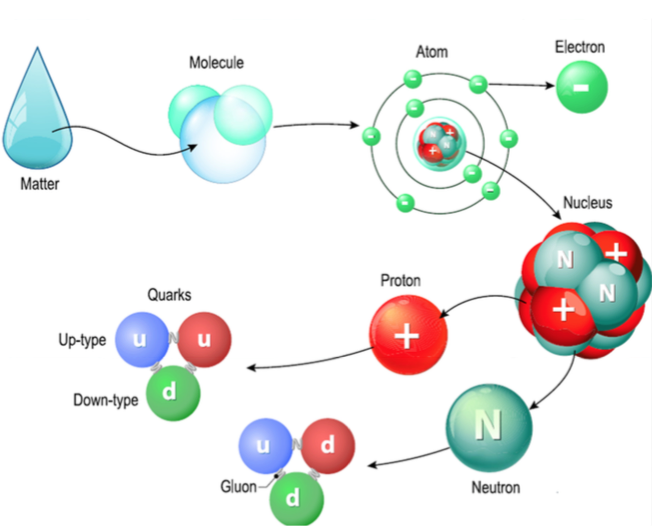 Molecule
Atom
Electron
-
-
-
-
-
-
-
-
-
+
N
+
Matter
Nucleus
N
+
N
+
Proton
+
Quarks
Up-type
u
u
Down-type
d
N
u
d
Gluon
d
Neutron